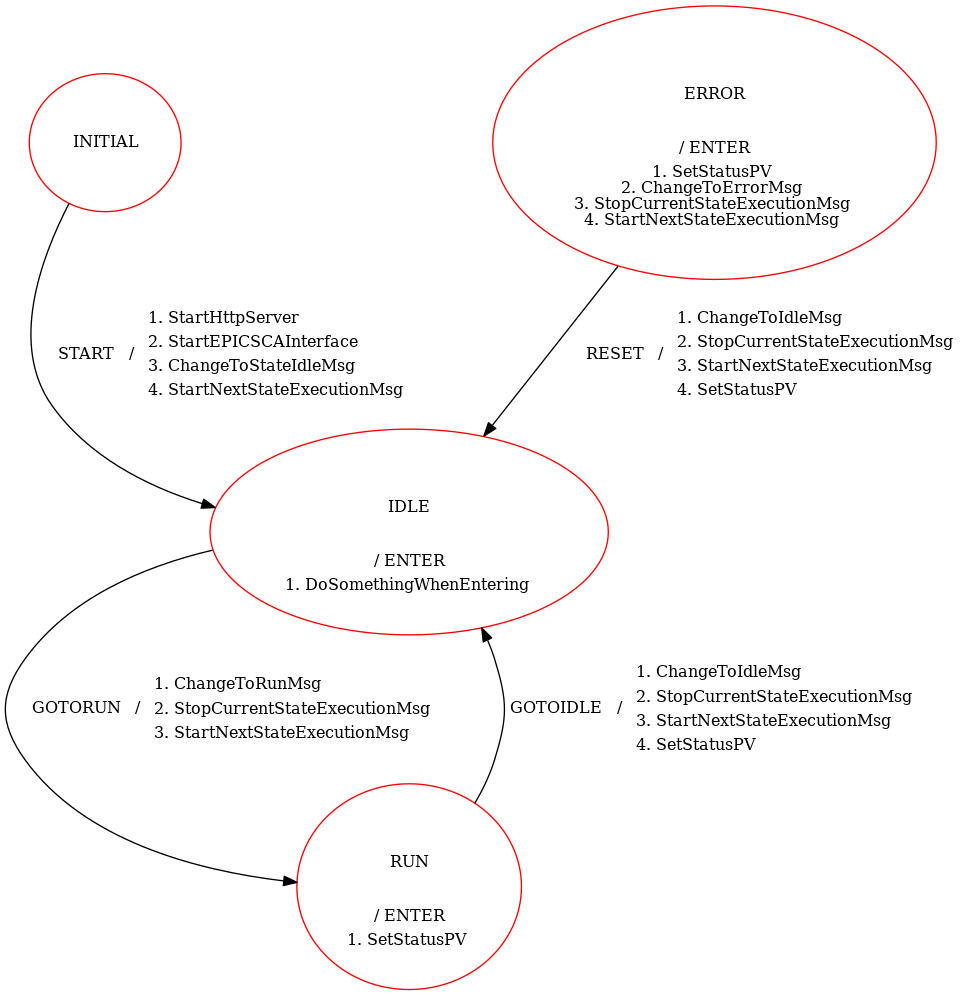 INITIAL
ERROR
/ ENTER
1. SetStatusPV
2. ChangeToErrorMsg
3. StopCurrentStateExecutionMsg
4. StartNextStateExecutionMsg
START /
1. StartHttpServer
2. StartEPICSCAInterface
3. ChangeToStateIdleMsg
4. StartNextStateExecutionMsg
RESET /
1. ChangeToIdleMsg
2. StopCurrentStateExecutionMsg
3. StartNextStateExecutionMsg
4. SetStatusPV
IDLE
/ ENTER
1. DoSomethingWhenEntering
GOTORUN /
1. ChangeToRunMsg
2. StopCurrentStateExecutionMsg
3. StartNextStateExecutionMsg
GOTOIDLE /
1. ChangeToIdleMsg
2. StopCurrentStateExecutionMsg
3. StartNextStateExecutionMsg
4. SetStatusPV
RUN
/ ENTER
1. SetStatusPV